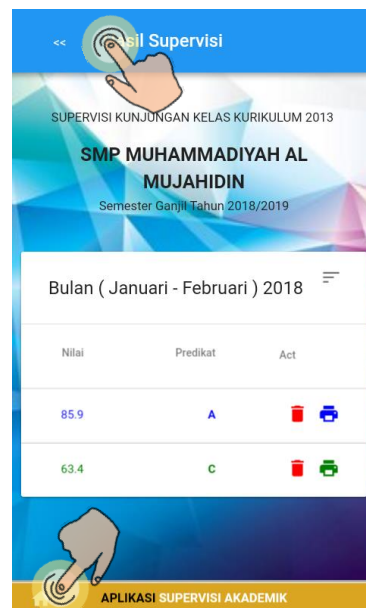 << Hasil Supervisi
SUPERVISI KUNJUNGAN KELAS KURIKULUM 2013
SMP MUHAMMADIYAH AL
MUJAHIDIN
Semester Ganjil Tahun 2018/2019
Bulan ( Januari - Februari ) 2018
Nilai Predikat Act
85.9 A
63.4 C
APLIKASI SUPERVISI AKADEMIK